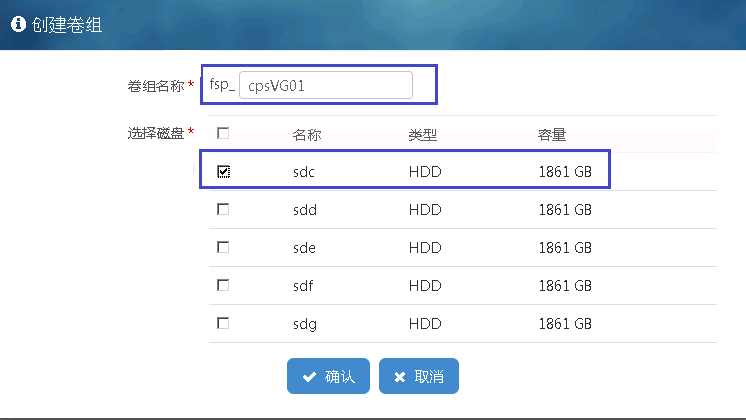 创建卷组
卷组名称 * fsp_ cpsVG01
选择磁盘 * 名称 类型 容量
sdc HDD 1861 GB
sdd HDD 1861 GB
sde HDD 1861 GB
sdf HDD 1861 GB
sdg HDD 1861 GB
确认 取消